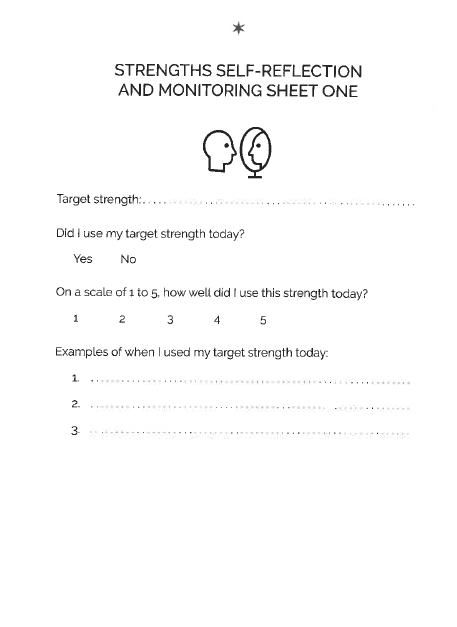 STRENGTHS SELF-REFLECTION
AND MONITORING SHEET ONE
Target strength:
Did I use my target strength today?
Yes No
On a scale of 1 to 5, how well did I use this strength today?
1 2 3 4 5
Examples of when I used my target strength today:
1.
2.
3.